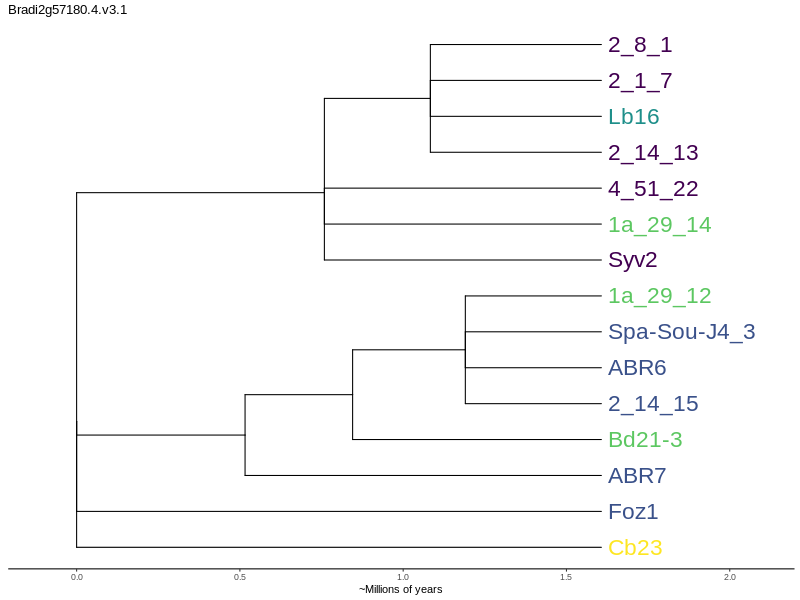 Bradi2g57180.4.v3.1
2_8_1
2_1_7
Lb16
2_14_13
4_51_22
1a_29_14
Syv2
1a_29_12
Spa-Sou-J4_3
ABR6
2_14_15
Bd21-3
ABR7
Foz1
Cb23
0.0 0.5 1.0 1.5 2.0
~Millions of years